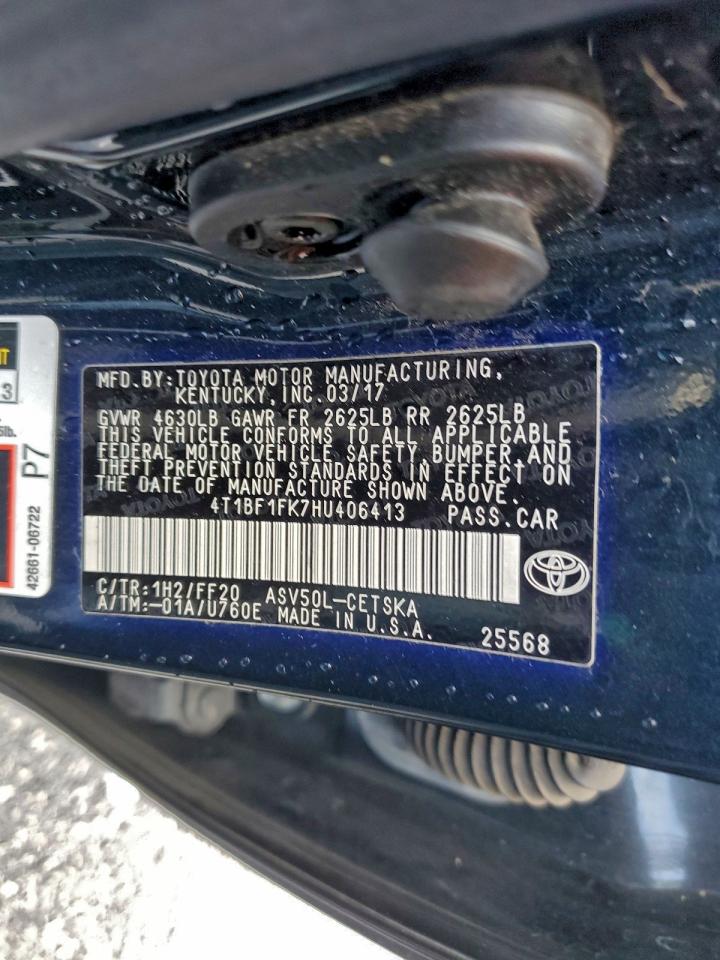 MFD.BY:TOYOTA MOTOR MANUFACTURING,
KENTUCKY, INC.03/17
GVWR 4630LB GAWR FR 2625LB RR 2625LB
THIS VEHICLE CONFORMS TO ALL APPLICABLE
FEDERAL MOTOR VEHICLE SAFETY BUMPER AND
THEFT PREVENTION STANDARDS IN EFFECT ON
THE DATE OF MANUFACTURE SHOWN ABOVE.
4T1BF1FK7HU406413 PASS.CAR
C/TR:1H2/FF20 ASV50L-CETSKA
A/TM:-01A/U760E MADE IN U.S.A. 25568
P7
42661-06722